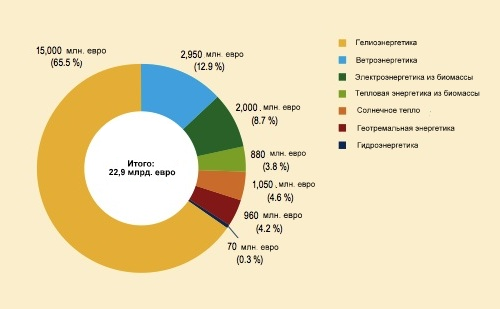 15,000 млн. евро
(65.5 %)
2,950 млн. евро
(12.9 %)
2,000 млн. евро
(8.7 %)
880 млн. евро
(3.8 %)
1,050 млн. евро
(4.6 %)
960 млн. евро
(4.2 %)
70 млн. евро
(0.3 %)
Итого:
22,9 млрд. евро
Гелиоэнергетика
Ветроэнергетика
Электроэнергетика из биомассы
Тепловая энергетика из биомассы
Солнечное тепло
Геотремальная энергетика
Гидроэнергетика